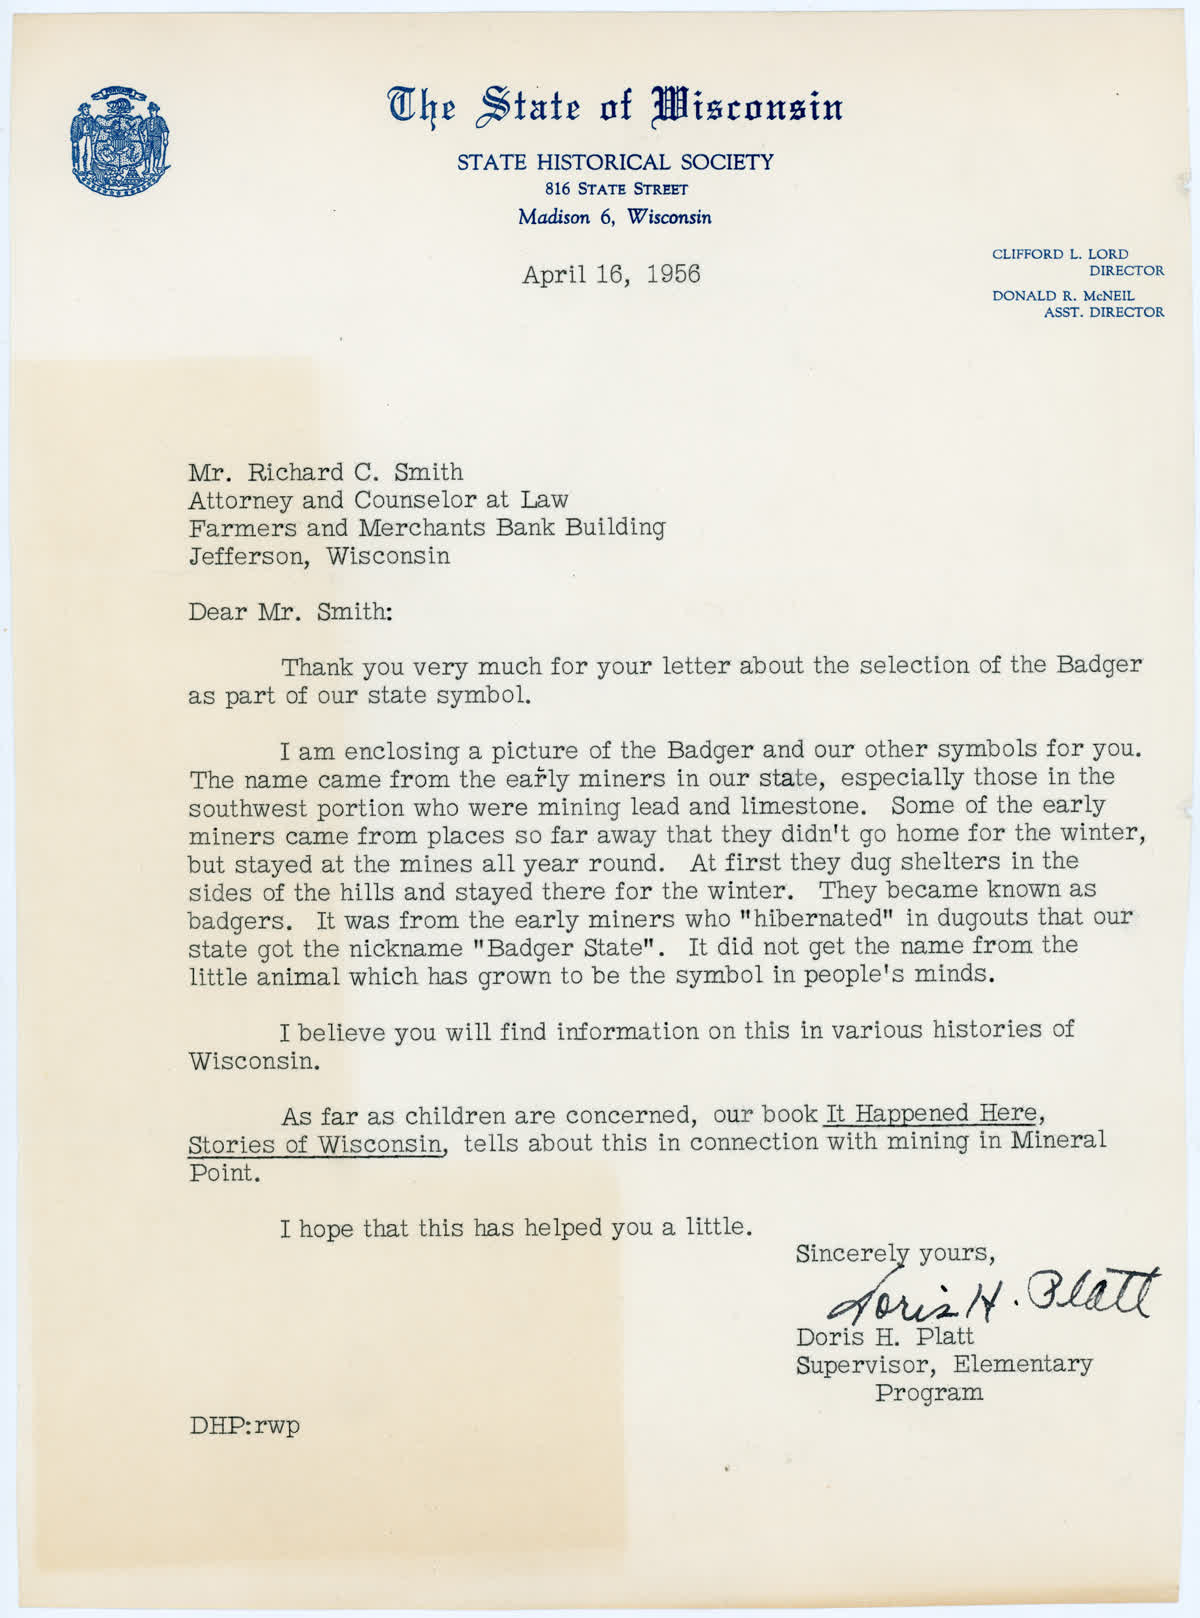 The State of Wisconsin
STATE HISTORICAL SOCIETY
816 STATE STREET
Madison 6, Wisconsin
CLIFFORD L. LORD
DIRECTOR
DONALD R. McNEIL
ASST. DIRECTOR
April 16, 1956
Mr. Richard C. Smith
Attorney and Counselor at Law
Farmers and Merchants Bank Building
Jefferson, Wisconsin
Dear Mr. Smith:
Thank you very much for your letter about the selection of the Badger
as part of our state symbol.
I am enclosing a picture of the Badger and our other symbols for you.
The name came from the early miners in our state, especially those in the
southwest portion who were mining lead and limestone. Some of the early
miners came from places so far away that they didn't go home for the winter,
but stayed at the mines all year round. At first they dug shelters in the
sides of the hills and stayed there for the winter. They became known as
badgers. It was from the early miners who "hibernated" in dugouts that our
state got the nickname "Badger State". It did not get the name from the
little animal which has grown to be the symbol in people's minds.
I believe you will find information on this in various histories of
Wisconsin.
As far as children are concerned, our book It Happened Here,
Stories of Wisconsin, tells about this in connection with mining in Mineral
Point.
I hope that this has helped you a little.
Sincerely yours,
Doris H. Platt
Doris H. Platt
Supervisor, Elementary
Program
DHP:rwp